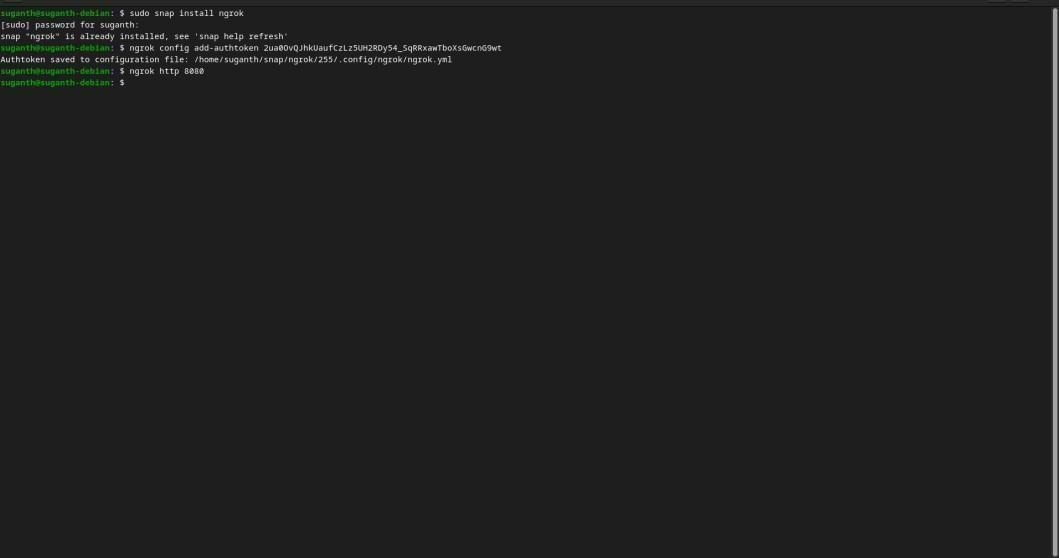 suganth@suganth-debian: $ sudo snap install ngrok
[sudo] password for suganth:
snap "ngrok" is already installed, see 'snap help refresh'
suganth@suganth-debian: $ ngrok config add-authtoken 2ua0OvQJhkUaufCzLz5UH2RDy54_SqRRxawTboXsGwcnG9wt
Authtoken saved to configuration file: /home/suganth/snap/ngrok/255/.config/ngrok/ngrok.yml
suganth@suganth-debian: $ ngrok http 8080
suganth@suganth-debian: $